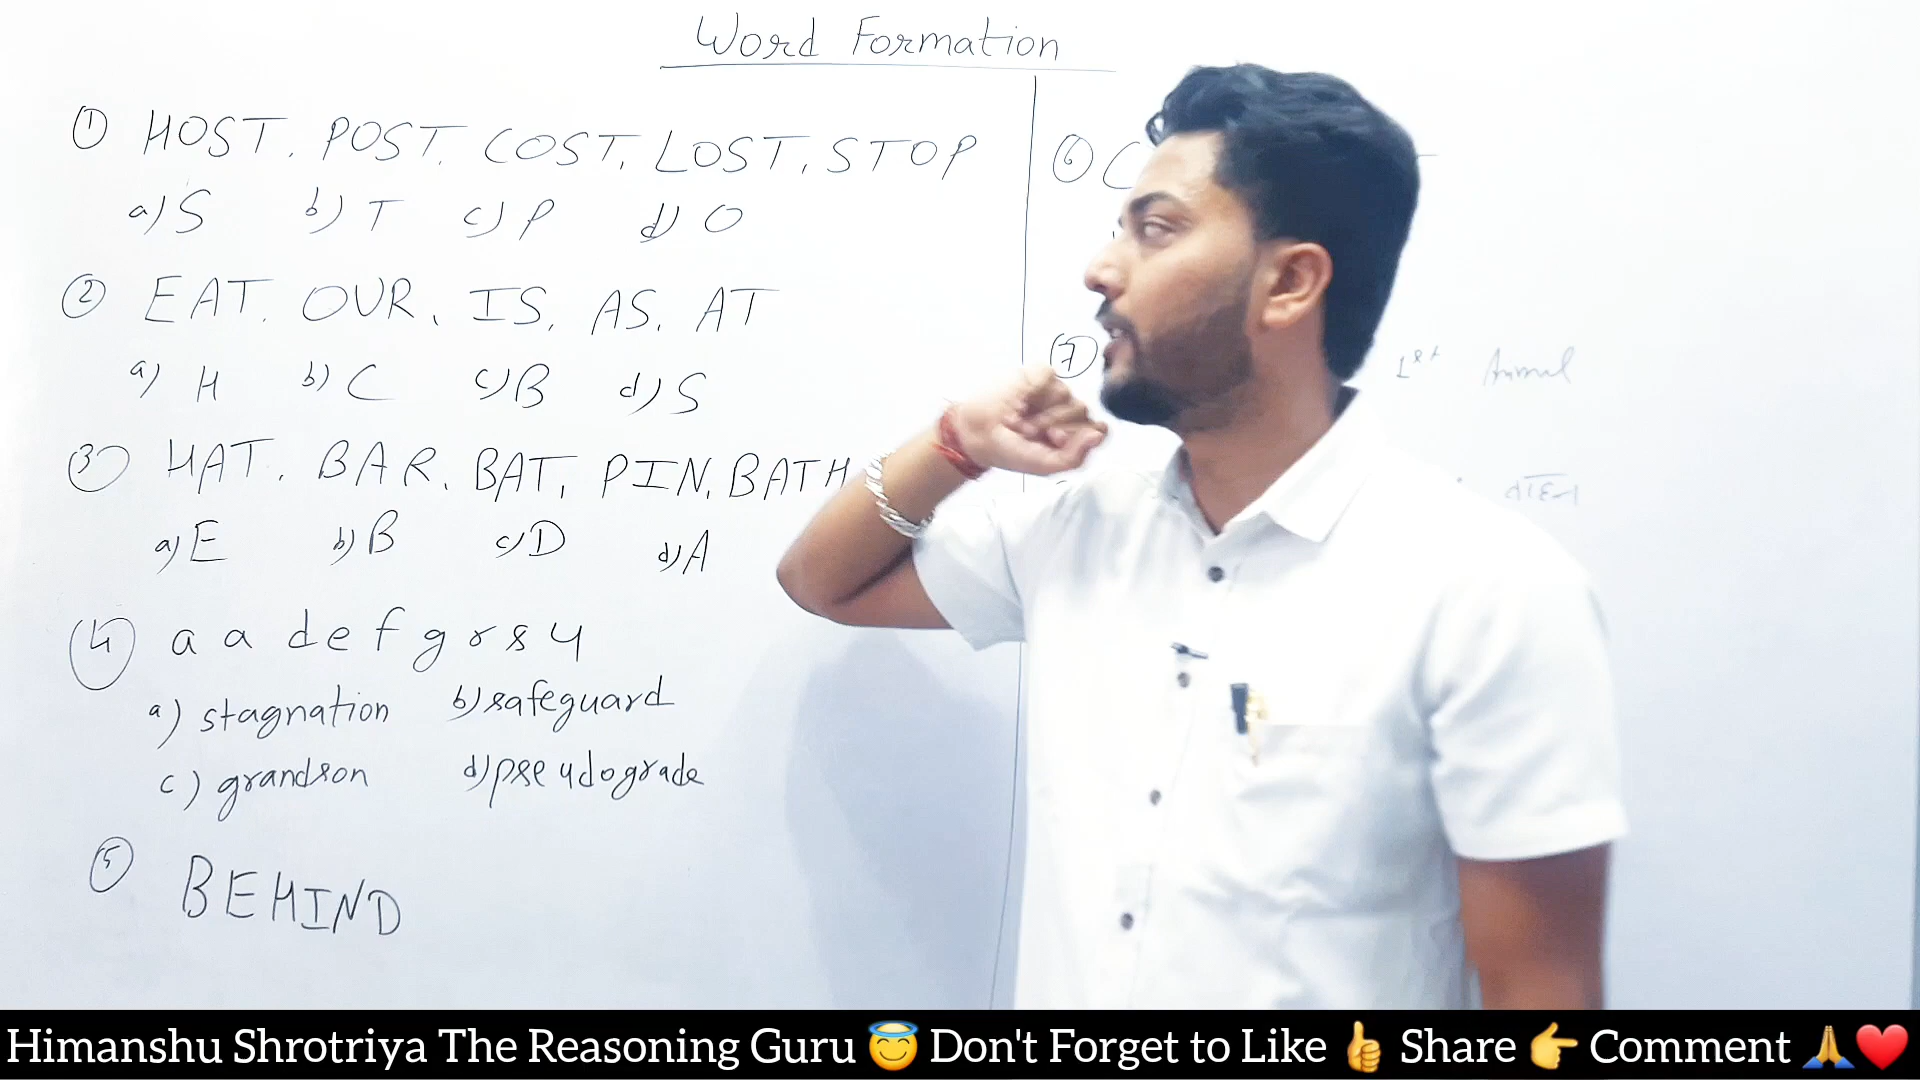 Word Formation
① HOST, POST, COST, LOST, STOP
a) S b) T c) P d) O
② EAT, OUR, IS, AS, AT
a) H b) C c) B d) S
③ HAT, BAR, BAT, PIN, BATH
a) E b) B c) D d) A
④ a a d e f g r s u
a) stagnation b) safeguard
c) grandson d) pseudograde
⑤ BEHIND
⑥ C
⑦ 1st Animal
Himanshu Shrotriya The Reasoning Guru 😇 Don't Forget to Like 👍 Share 👉 Comment 🙏❤️